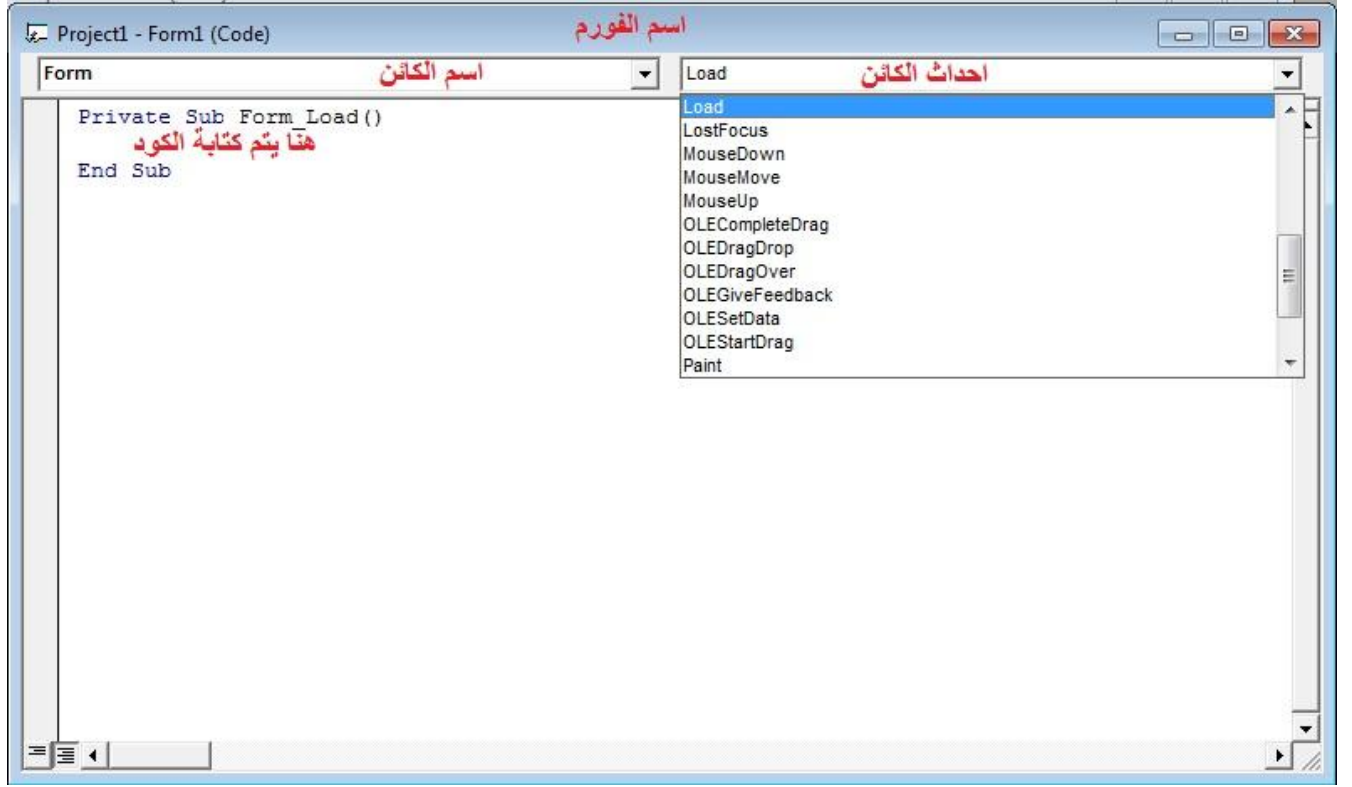 Project1 - Form1 (Code) اسم الفورم
Form اسم الكائن
Load احداث الكائن
Private Sub Form_Load()
هنا يتم كتابة الكود
End Sub
Load
LostFocus
MouseDown
MouseMove
MouseUp
OLECompleteDrag
OLEDragDrop
OLEDragOver
OLEGiveFeedback
OLESetData
OLEStartDrag
Paint